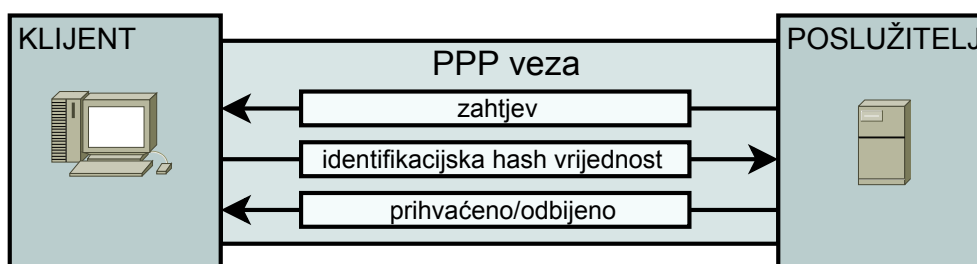 KLIJENT
POSLUŽITELJ
PPP veza
zahtjev
identifikacijska hash vrijednost
prihvaćeno/odbijeno